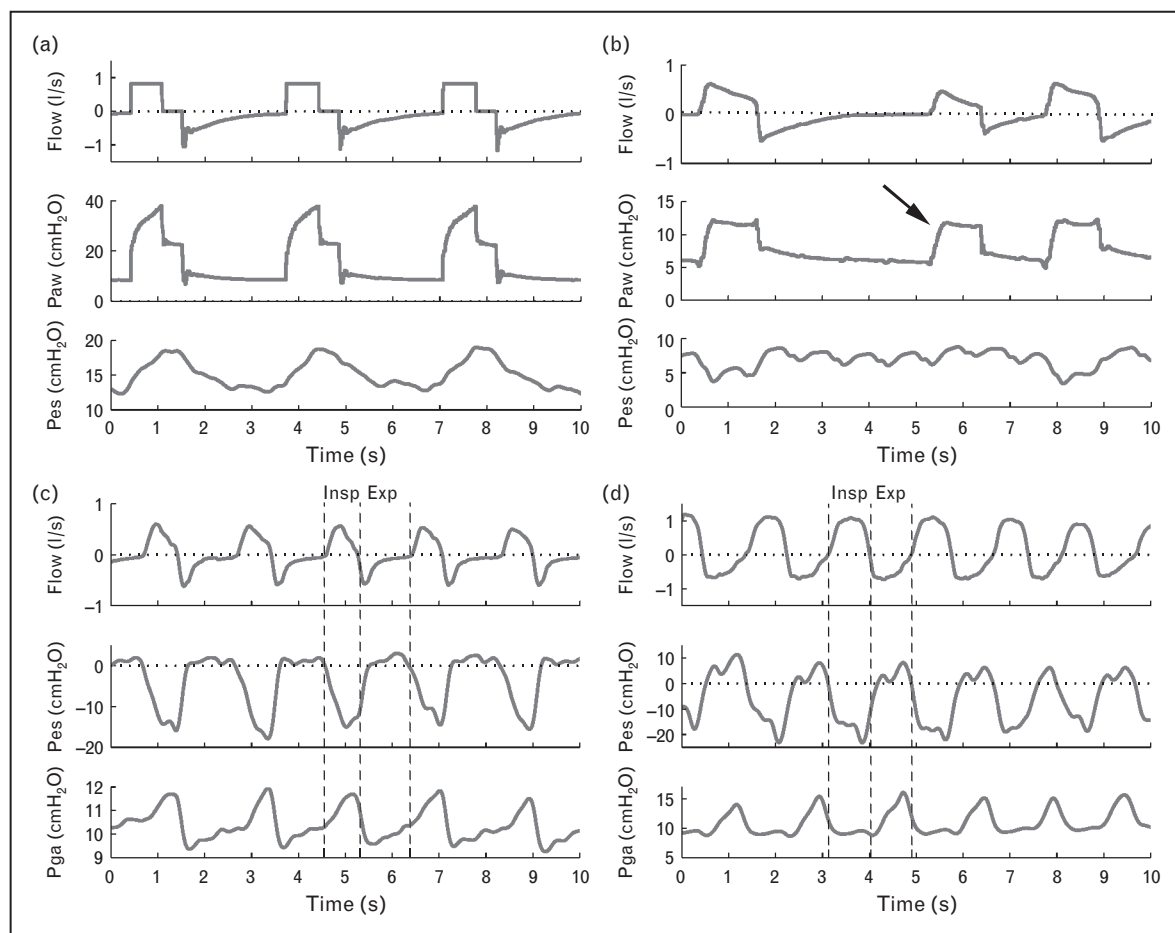 (a)
Flow (l/s)
1
0
−1
Paw (cmH2O)
40
20
0
Pes (cmH2O)
20
15
10
0 1 2 3 4 5 6 7 8 9 10
Time (s)
(b)
Flow (l/s)
1
0
−1
Paw (cmH2O)
15
10
5
0
Pes (cmH2O)
10
5
0
0 1 2 3 4 5 6 7 8 9 10
Time (s)
(c)
Insp Exp
Flow (l/s)
1
0
−1
Pes (cmH2O)
0
−10
−20
Pga (cmH2O)
12
11
10
9
0 1 2 3 4 5 6 7 8 9 10
Time (s)
(d)
Insp Exp
Flow (l/s)
1
0
−1
Pes (cmH2O)
10
0
−10
−20
Pga (cmH2O)
15
10
5
0 1 2 3 4 5 6 7 8 9 10
Time (s)